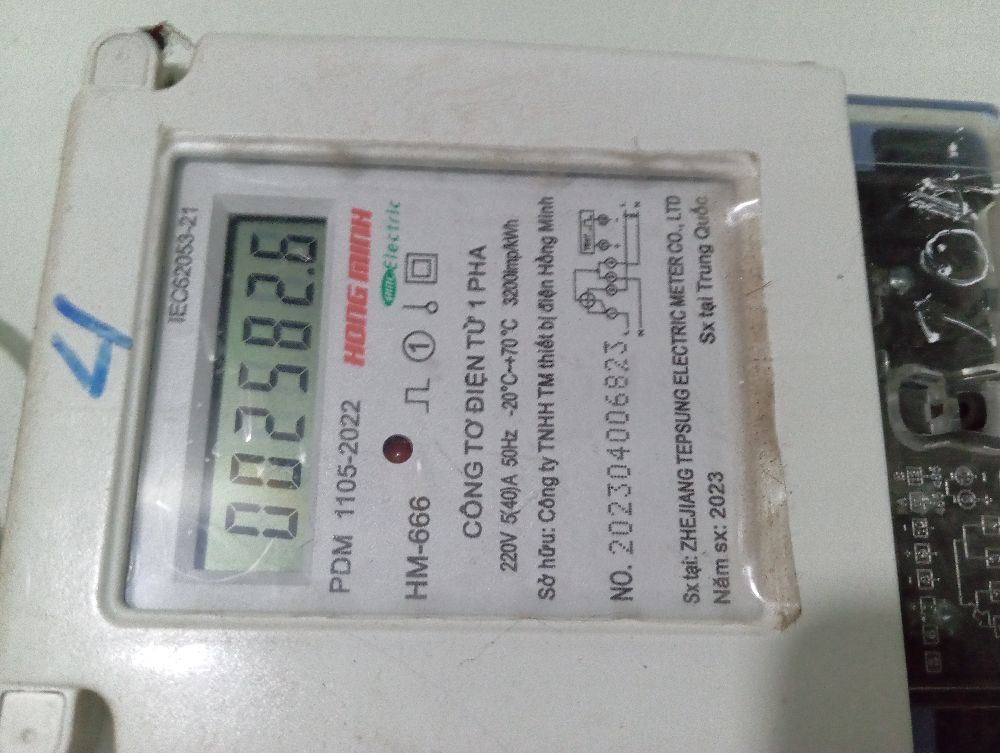 4
IEC62053-21
002582.6
PDM 1105-2022
HONG MINH
HM-666
HMElectric
1
CÔNG TƠ ĐIỆN TỬ 1 PHA
220V 5(40)A 50Hz -20°C~+70°C 3200Imp/kWh
Sở hữu: Công ty TNHH TM thiết bị điện Hồng Minh
NO. 202304006823
Sx tại: ZHEJIANG TEPSUNG ELECTRIC METER CO., LTD
Năm sx: 2023
Sx tại Trung Quốc